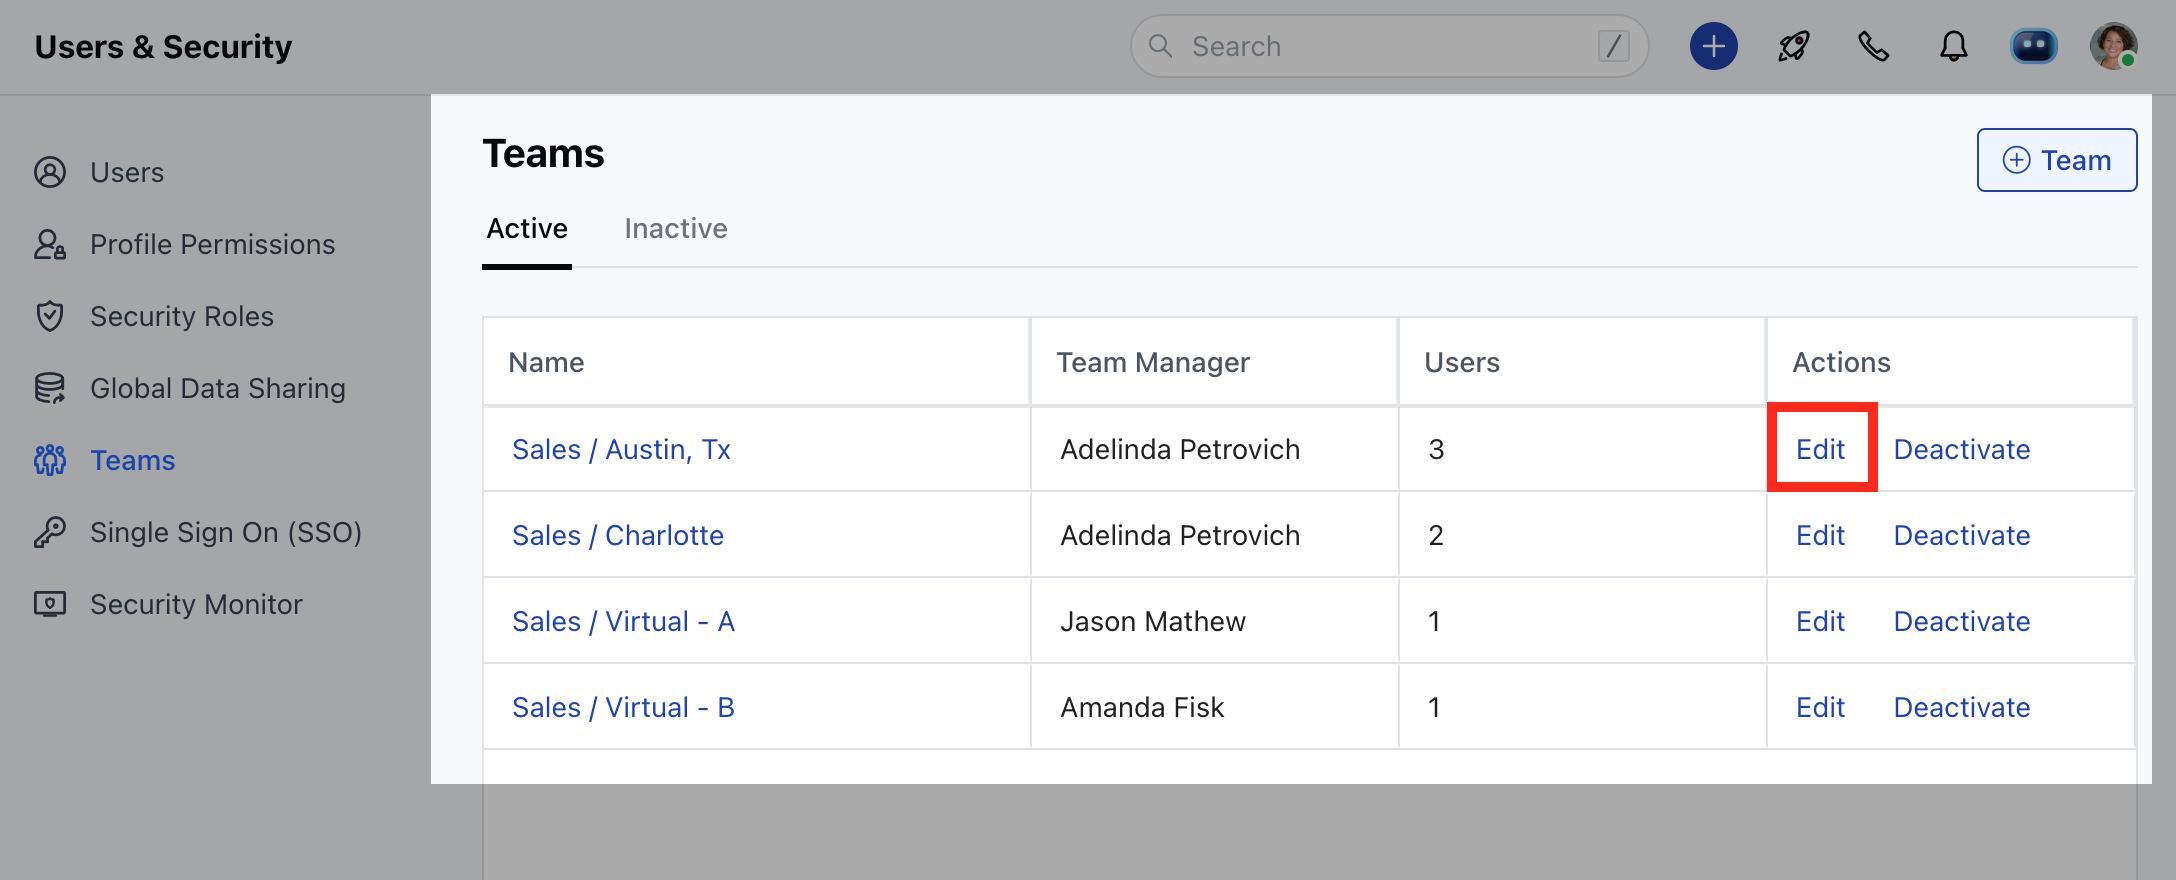 Users & Security
Search /
Users
Profile Permissions
Security Roles
Global Data Sharing
Teams
Single Sign On (SSO)
Security Monitor
Teams
Team
Active Inactive
Name Team Manager Users Actions
Sales / Austin, Tx Adelinda Petrovich 3 Edit Deactivate
Sales / Charlotte Adelinda Petrovich 2 Edit Deactivate
Sales / Virtual - A Jason Mathew 1 Edit Deactivate
Sales / Virtual - B Amanda Fisk 1 Edit Deactivate